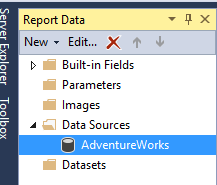 Server Explorer
Toolbox
Report Data
New
Edit...
Built-in Fields
Parameters
Images
Data Sources
AdventureWorks
Datasets